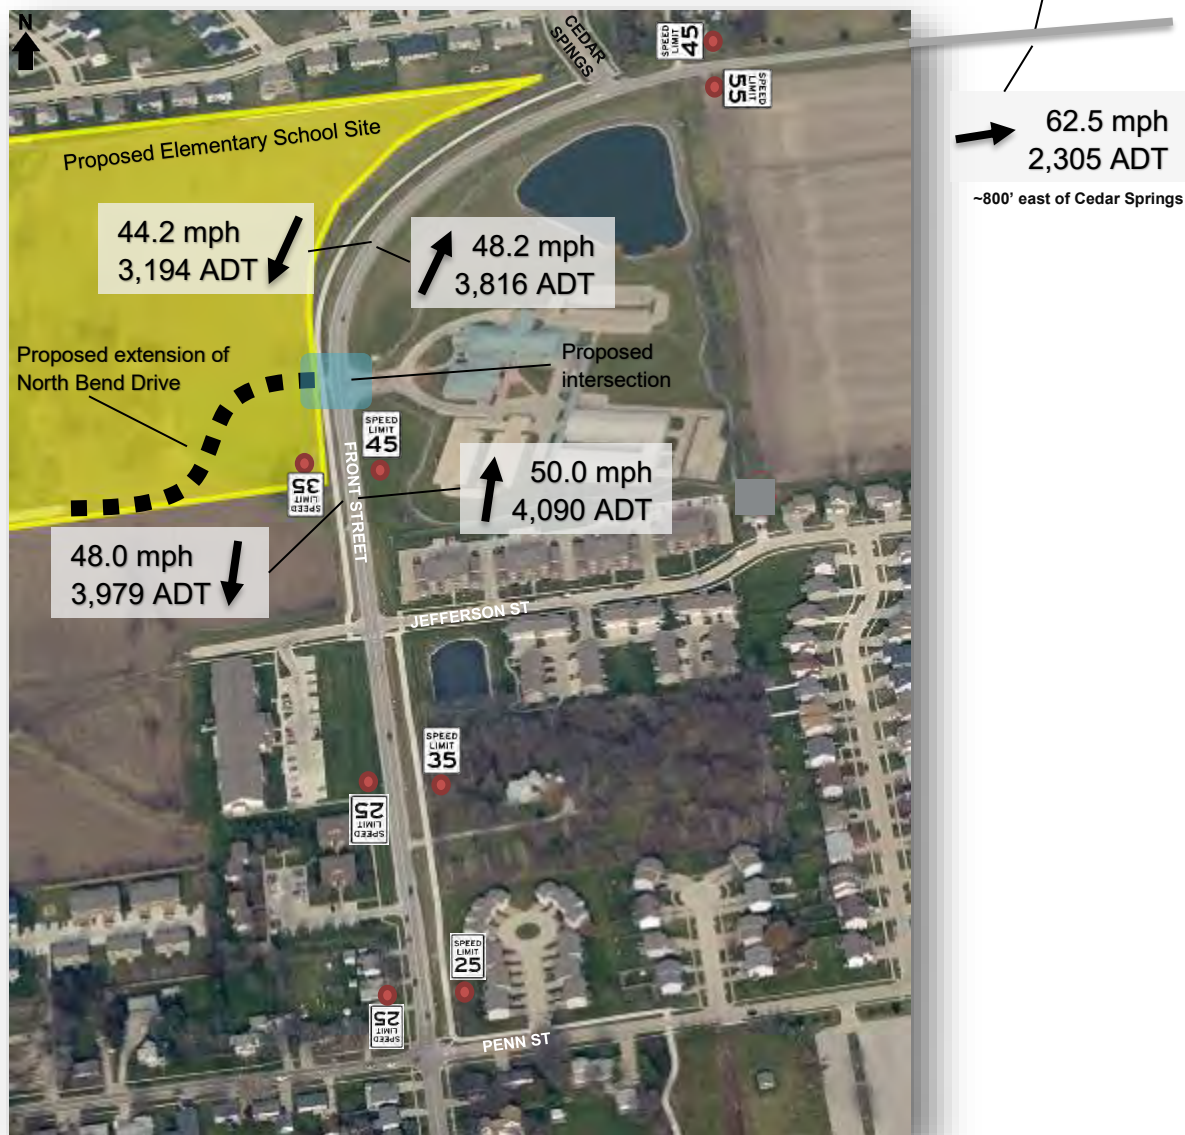 N
CEDAR
SPINGS
SPEED
LIMIT
45
SPEED
LIMIT
55
62.5 mph
2,305 ADT
~800' east of Cedar Springs
Proposed Elementary School Site
44.2 mph
3,194 ADT
48.2 mph
3,816 ADT
Proposed extension of
North Bend Drive
Proposed
intersection
SPEED
LIMIT
45
FRONT STREET
SPEED
LIMIT
35
50.0 mph
4,090 ADT
48.0 mph
3,979 ADT
JEFFERSON ST
SPEED
LIMIT
35
SPEED
LIMIT
25
SPEED
LIMIT
25
SPEED
LIMIT
25
PENN ST